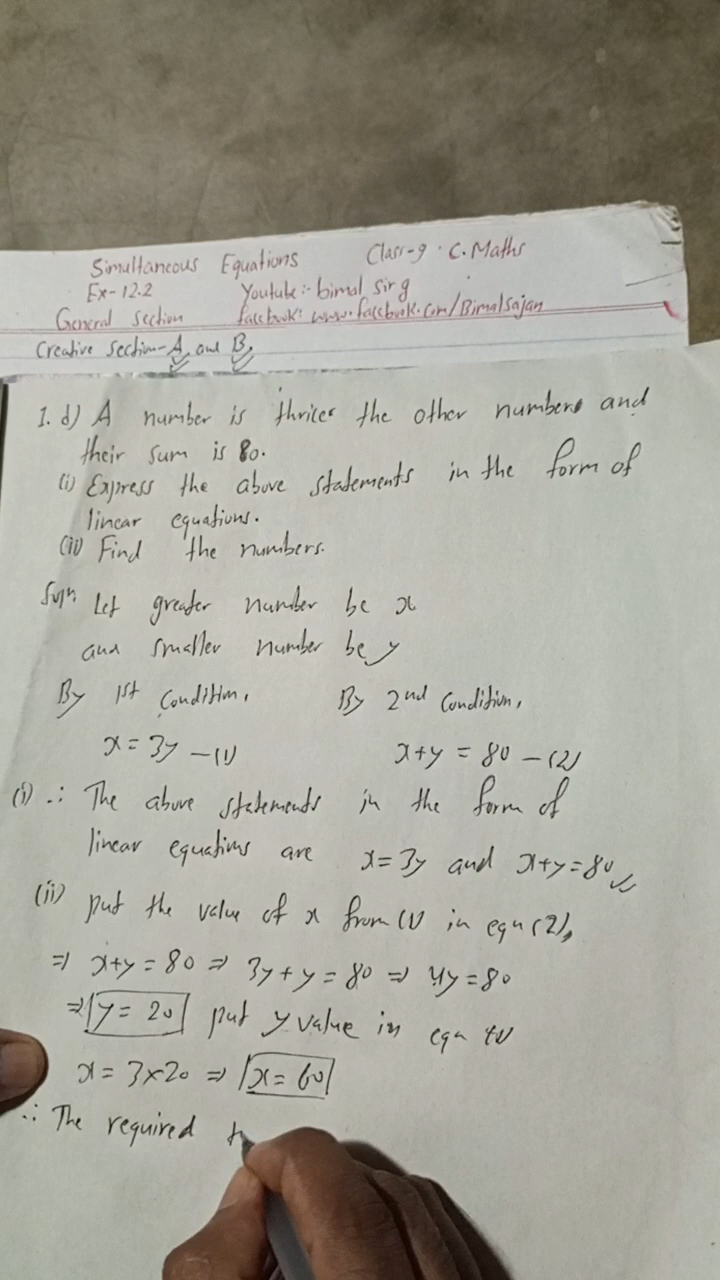 Simultaneous Equations Class-9 . C. Maths
Ex- 12.2 Youtube :- bimal sir g
General Section facebook: www.facebook.com/Bimalsajan
Creative Section- A and B,
1. d) A number is thrices the other numbers and
their sum is 80.
(i) Express the above statements in the form of
linear equations.
(ii) Find the numbers.
Solⁿ. Let greater number be x
and smaller number be y
By 1st Condition, By 2nd Condition,
x = 3y - (1) x+y = 80 - (2)
(i) ∴ The above statements in the form of
linear equations are x = 3y and x+y = 80
(ii) put the value of x from (1) in eqn (2),
⇒ x+y = 80 ⇒ 3y + y = 80 ⇒ 4y = 80
⇒ y = 20 put y value in eqn (1)
x = 3×20 ⇒ x = 60
∴ The required